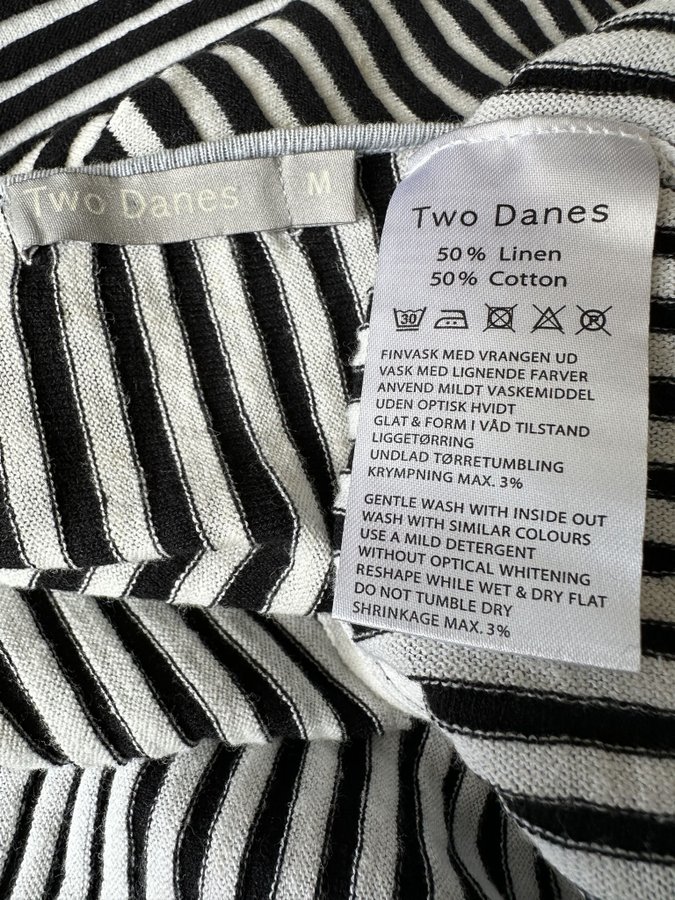 Two Danes
M
Two Danes
50% Linen
50% Cotton
30
FINVASK MED VRANGEN UD
VASK MED LIGNENDE FARVER
ANVEND MILDT VASKEMIDDEL
UDEN OPTISK HVIDT
GLAT & FORM I VÅD TILSTAND
LIGGETØRRING
UNDLAD TØRRETUMBLING
KRYMPNING MAX. 3%
GENTLE WASH WITH INSIDE OUT
WASH WITH SIMILAR COLOURS
USE A MILD DETERGENT
WITHOUT OPTICAL WHITENING
RESHAPE WHILE WET & DRY FLAT
DO NOT TUMBLE DRY
SHRINKAGE MAX. 3%